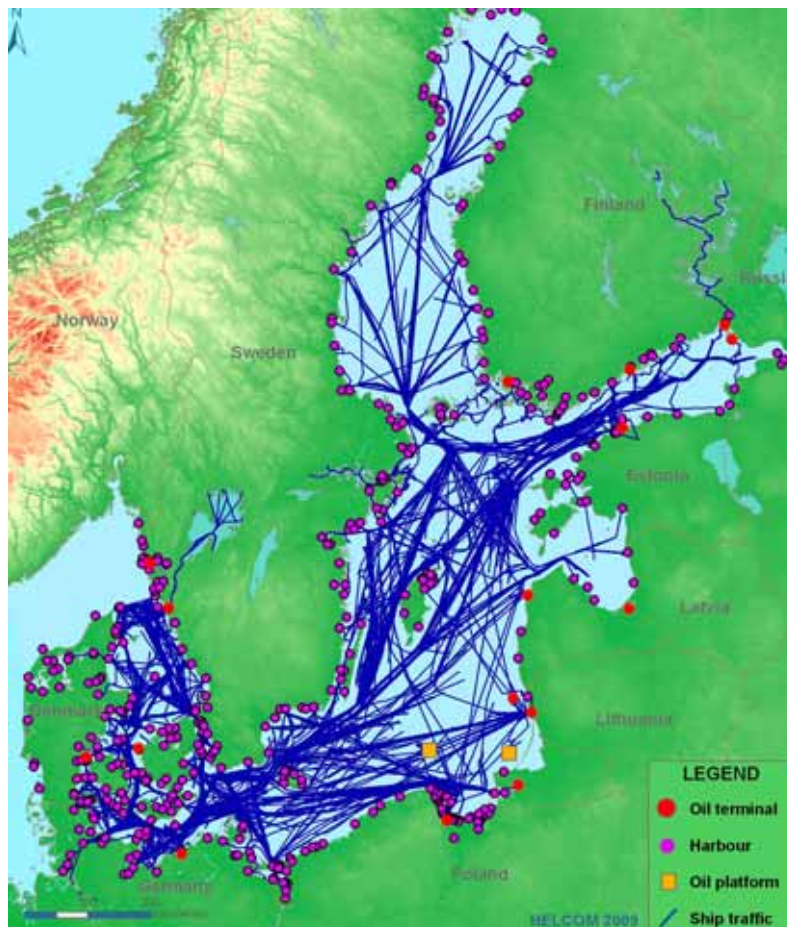 N
Finland
Russi
Norway
Sweden
Estonia
Latvia
Denmark
Lithuania
LEGEND
Oil terminal
Harbour
Oil platform
Ship traffic
Poland
Germany
HELCOM 2009